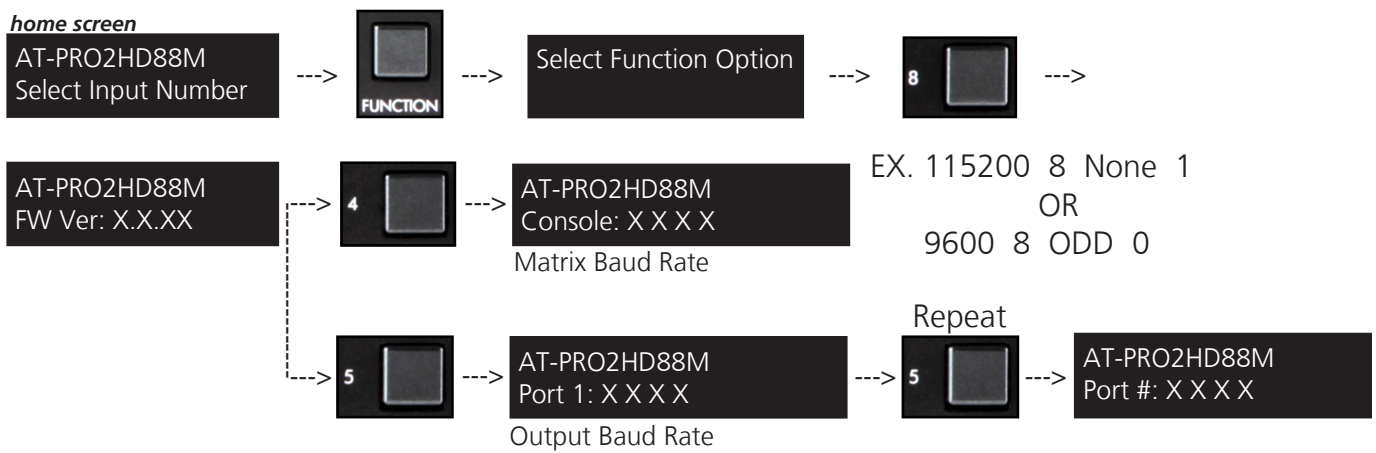 home screen
AT-PRO2HD88M
Select Input Number
--->
FUNCTION
--->
Select Function Option
--->
8
--->
AT-PRO2HD88M
FW Ver: X.X.XX
--->
4
--->
AT-PRO2HD88M
Console: X X X X
Matrix Baud Rate
EX. 115200 8 None 1
OR
9600 8 ODD 0
--->
5
--->
AT-PRO2HD88M
Port 1: X X X X
Output Baud Rate
--->
Repeat
5
--->
AT-PRO2HD88M
Port #: X X X X